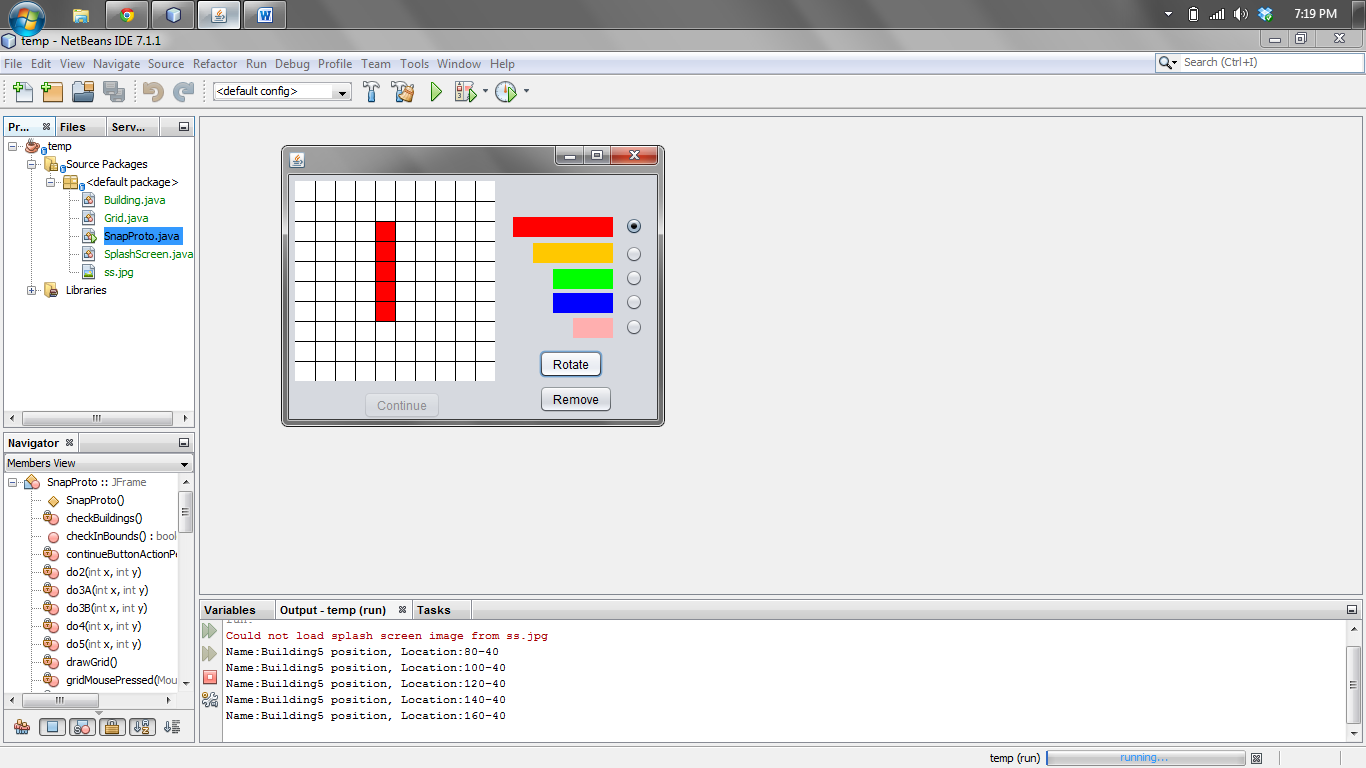 7:19 PM
temp - NetBeans IDE 7.1.1
File Edit View Navigate Source Refactor Run Debug Profile Team Tools Window Help
Search (Ctrl+I)
<default config>
Pr... Files Serv...
temp
Source Packages
<default package>
Building.java
Grid.java
SnapProto.java
SplashScreen.java
ss.jpg
Libraries
Rotate
Remove
Continue
Navigator
Members View
SnapProto :: JFrame
SnapProto()
checkBuildings()
checkInBounds() : bool
continueButtonActionP
do2(int x, int y)
do3A(int x, int y)
do3B(int x, int y)
do4(int x, int y)
do5(int x, int y)
drawGrid()
gridMousePressed(Mou
Variables Output - temp (run) Tasks
run:
Could not load splash screen image from ss.jpg
Name:Building5 position, Location:80-40
Name:Building5 position, Location:100-40
Name:Building5 position, Location:120-40
Name:Building5 position, Location:140-40
Name:Building5 position, Location:160-40
temp (run) running...